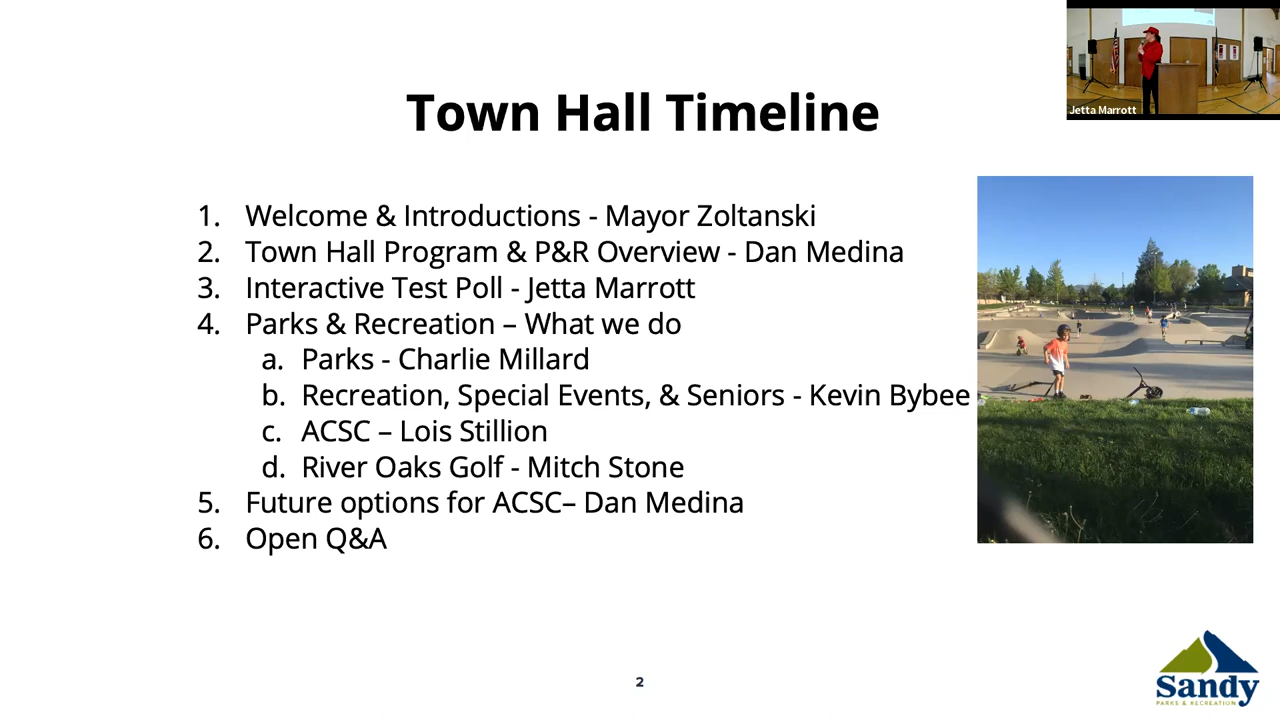 Jetta Marrott
Town Hall Timeline
1. Welcome & Introductions - Mayor Zoltanski
2. Town Hall Program & P&R Overview - Dan Medina
3. Interactive Test Poll - Jetta Marrott
4. Parks & Recreation – What we do
a. Parks - Charlie Millard
b. Recreation, Special Events, & Seniors - Kevin Bybee
c. ACSC – Lois Stillion
d. River Oaks Golf - Mitch Stone
5. Future options for ACSC– Dan Medina
6. Open Q&A
2
Sandy
PARKS & RECREATION